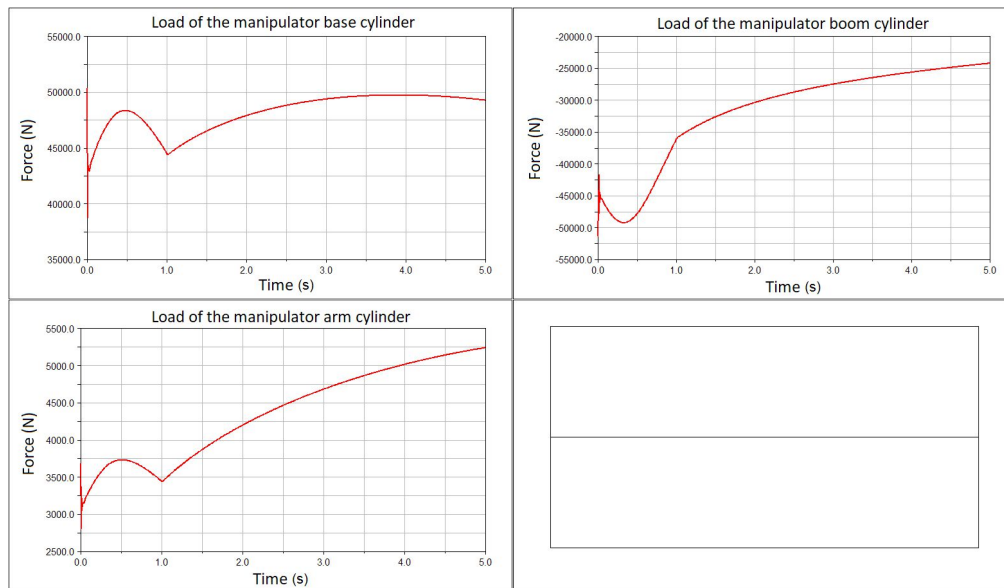 Load of the manipulator base cylinder
55000.0
50000.0
45000.0
40000.0
35000.0
Force (N)
0.0 1.0 2.0 3.0 4.0 5.0
Time (s)
Load of the manipulator boom cylinder
-20000.0
-25000.0
-30000.0
-35000.0
-40000.0
-45000.0
-50000.0
-55000.0
Force (N)
0.0 1.0 2.0 3.0 4.0 5.0
Time (s)
Load of the manipulator arm cylinder
5500.0
5000.0
4500.0
4000.0
3500.0
3000.0
2500.0
Force (N)
0.0 1.0 2.0 3.0 4.0 5.0
Time (s)